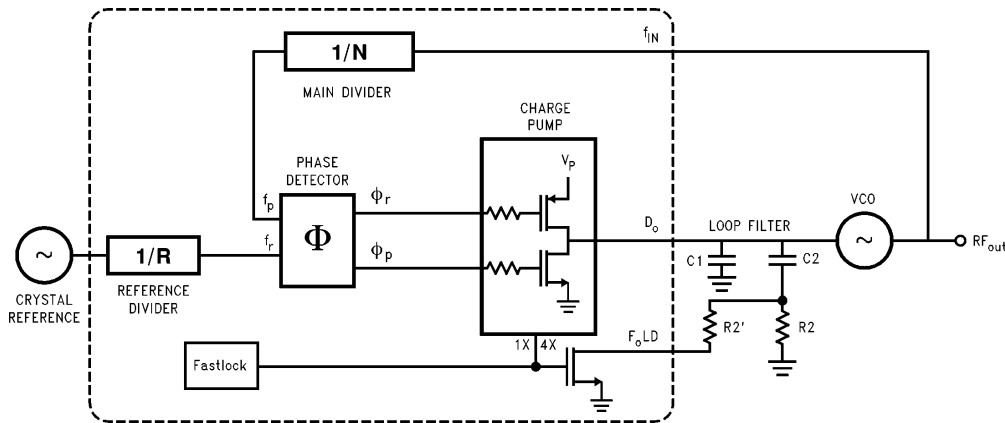 f_IN
1/N
MAIN DIVIDER
CHARGE
PUMP
V_P
PHASE
DETECTOR
ϕ_r
f_p
Φ
f_r
ϕ_p
VCO
D_o
LOOP FILTER
~
RF_out
~
1/R
C1
C2
CRYSTAL
REFERENCE
REFERENCE
DIVIDER
R2'
R2
1X 4X
F_oLD
Fastlock